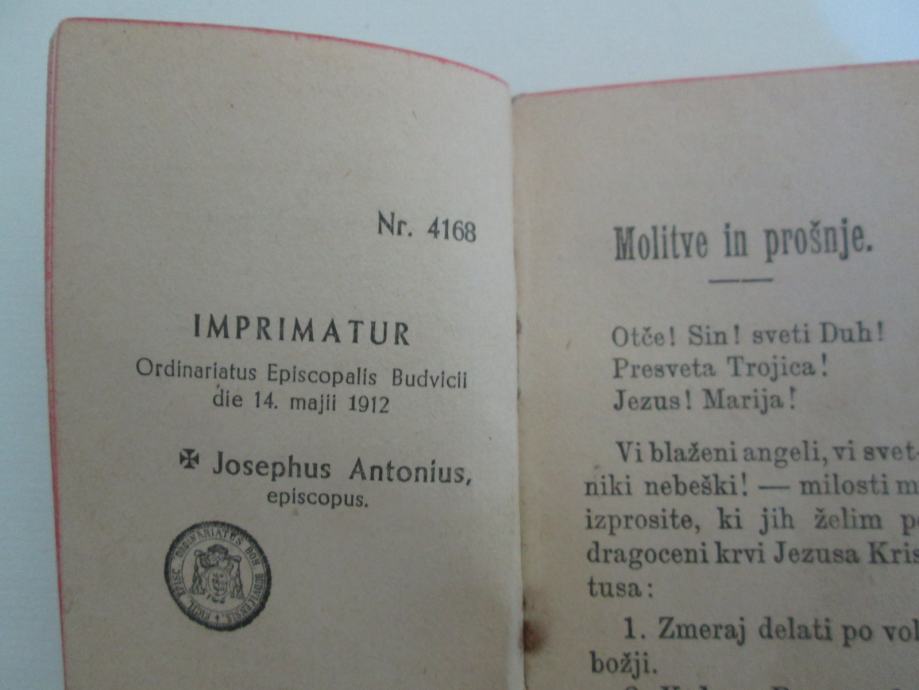 Nr. 4168
IMPRIMATUR
Ordinariatus Episcopalis Budvicii
die 14. majii 1912
✠ Josephus Antonius,
episcopus.
ORDINARIATUS
Molitve in prošnje.
Otče! Sin! sveti Duh!
Presveta Trojica!
Jezus! Marija!
Vi blaženi angeli, vi svet-
niki nebeški! — milosti m
izprosite, ki jih želim p
dragoceni krvi Jezusa Kris
tusa:
1. Zmeraj delati po vol
božji.